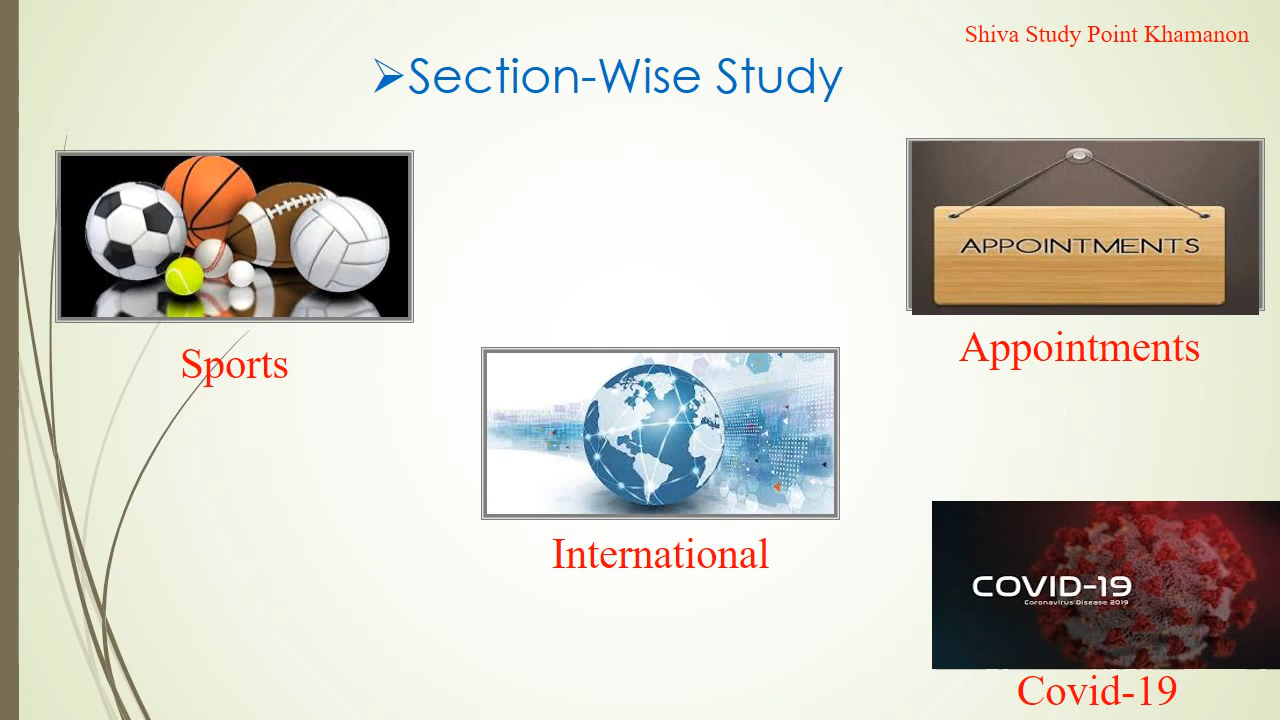 Shiva Study Point Khamanon
➢Section-Wise Study
APPOINTMENTS
Sports
Appointments
International
COVID-19
Coronavirus Disease 2019
Covid-19